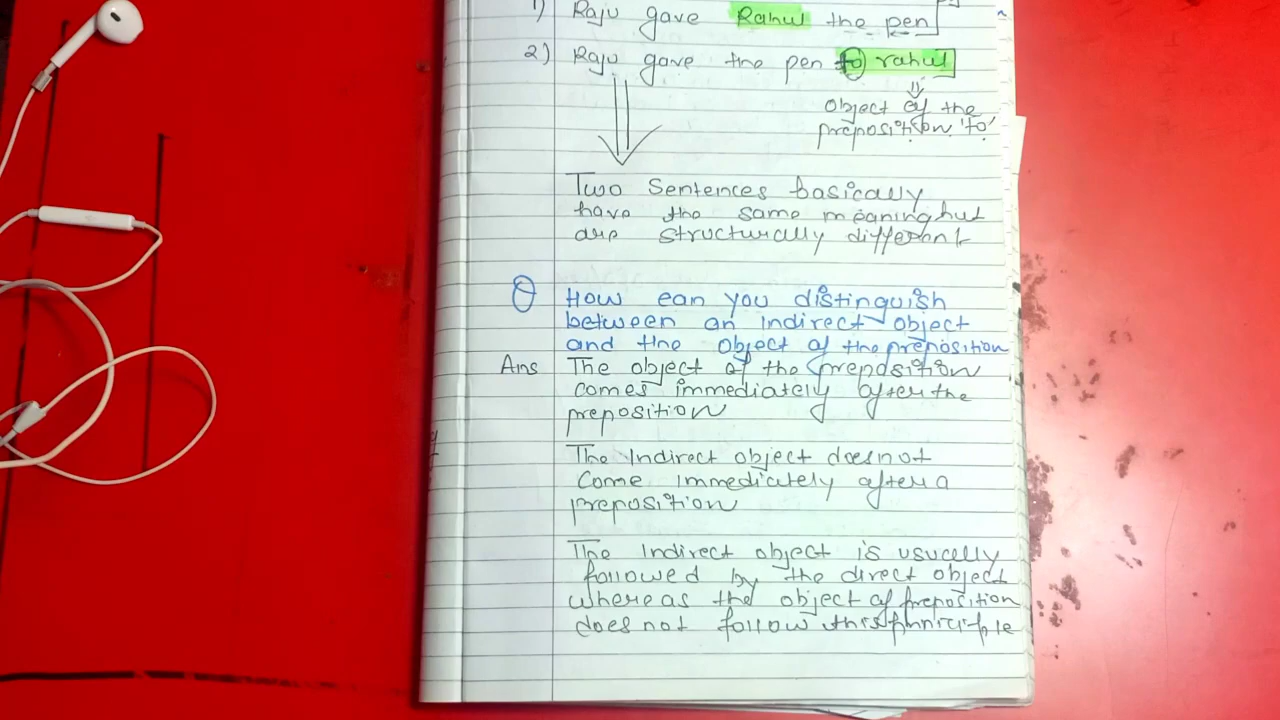 1) Raju gave Rahul the pen
2) Raju gave the pen to rahul
Object of the
preposition 'to'
Two Sentences basically
have the same meaning but
are structurally different
Q How can you distinguish
between an indirect object
and the object of the preposition
Ans The object of the preposition
comes immediately after the
preposition
The Indirect object does not
Come immediately after a
preposition
The Indirect object is usually
followed by the direct object
whereas the object of preposition
does not follow this principle